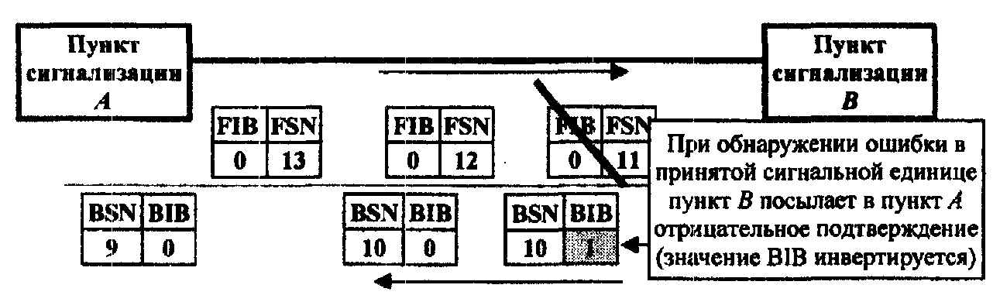 Пункт
сигнализации
A
Пункт
сигнализации
B
FIB FSN
0 13
FIB FSN
0 12
FIB FSN
0 11
При обнаружении ошибки в
принятой сигнальной единице
пункт B посылает в пункт A
отрицательное подтверждение
(значение BIB инвертируется)
BSN BIB
9 0
BSN BIB
10 0
BSN BIB
10 1